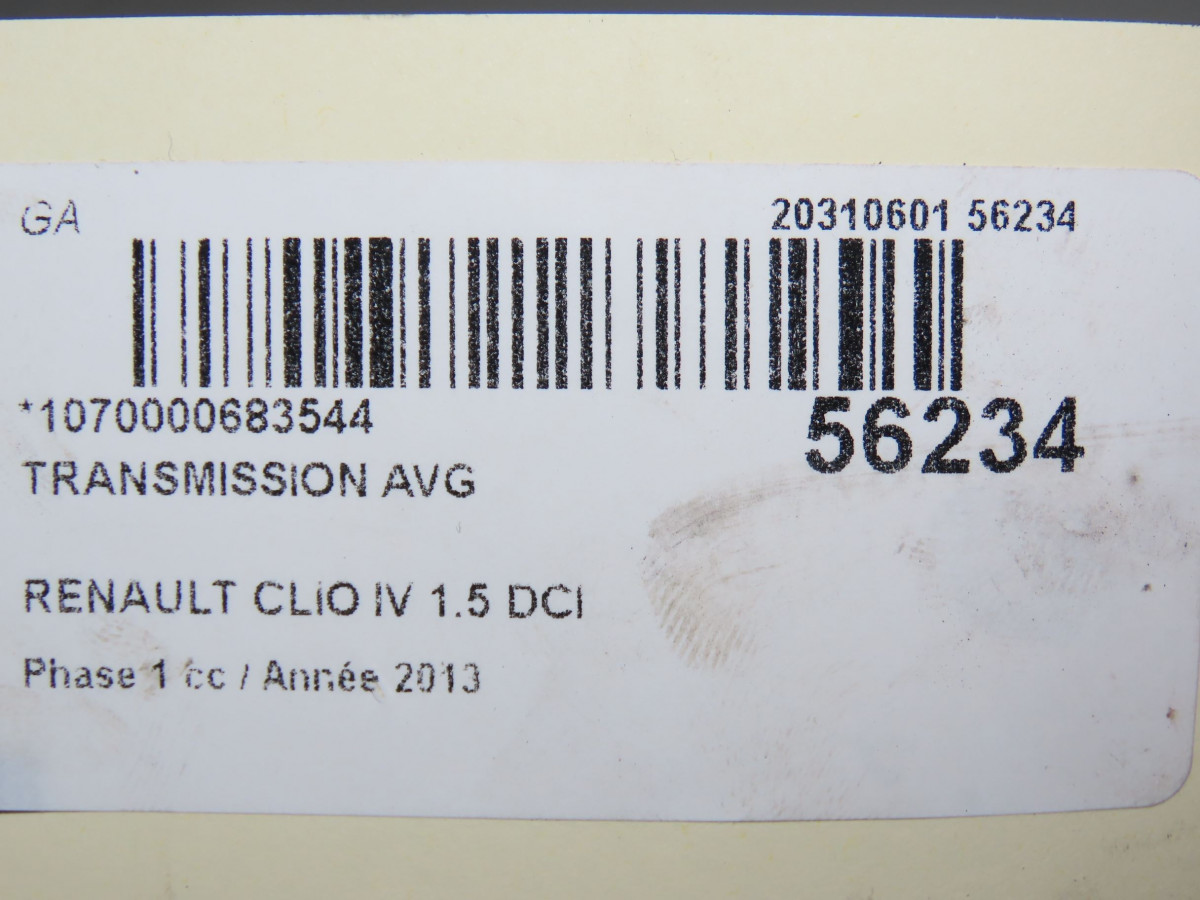 GA
20310601 56234
*1070000683544
56234
TRANSMISSION AVG
RENAULT CLIO IV 1.5 DCI
Phase 1 cc / Année 2013